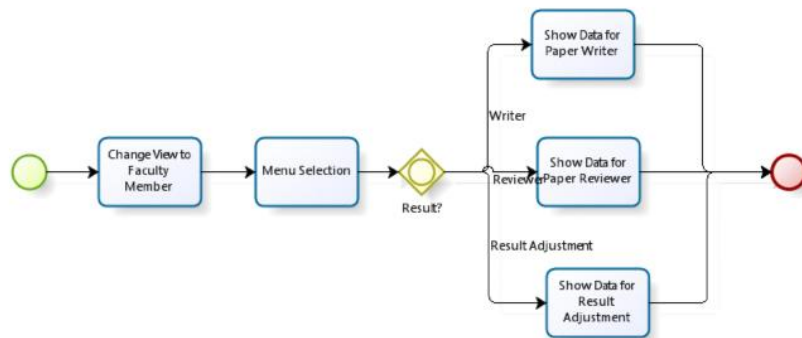 Show Data for
Paper Writer
Writer
Change View to
Faculty
Member
Menu Selection
Result?
Reviewer
Show Data for
Paper Reviewer
Result Adjustment
Show Data for
Result
Adjustment